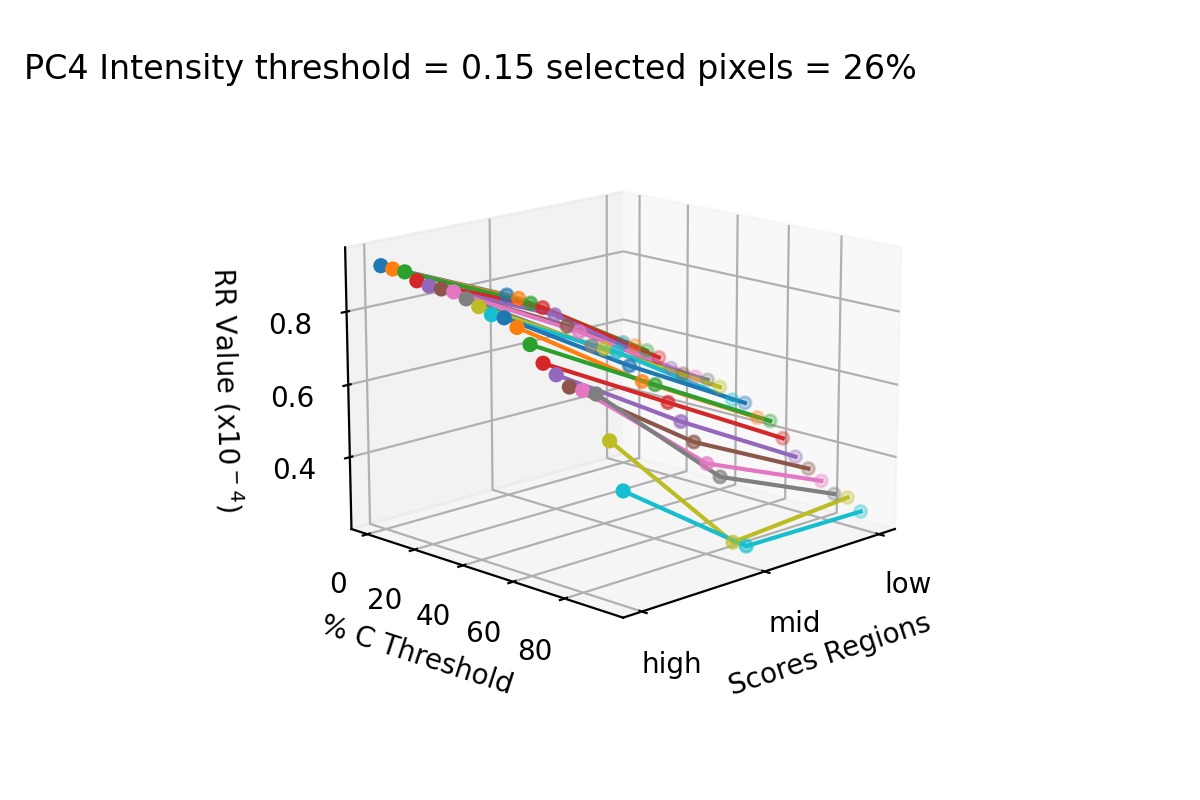 PC4 Intensity threshold = 0.15 selected pixels = 26%
RR Value (x10⁻⁴)
0.8
0.6
0.4
0
20
40
60
80
% C Threshold
high
mid
low
Scores Regions